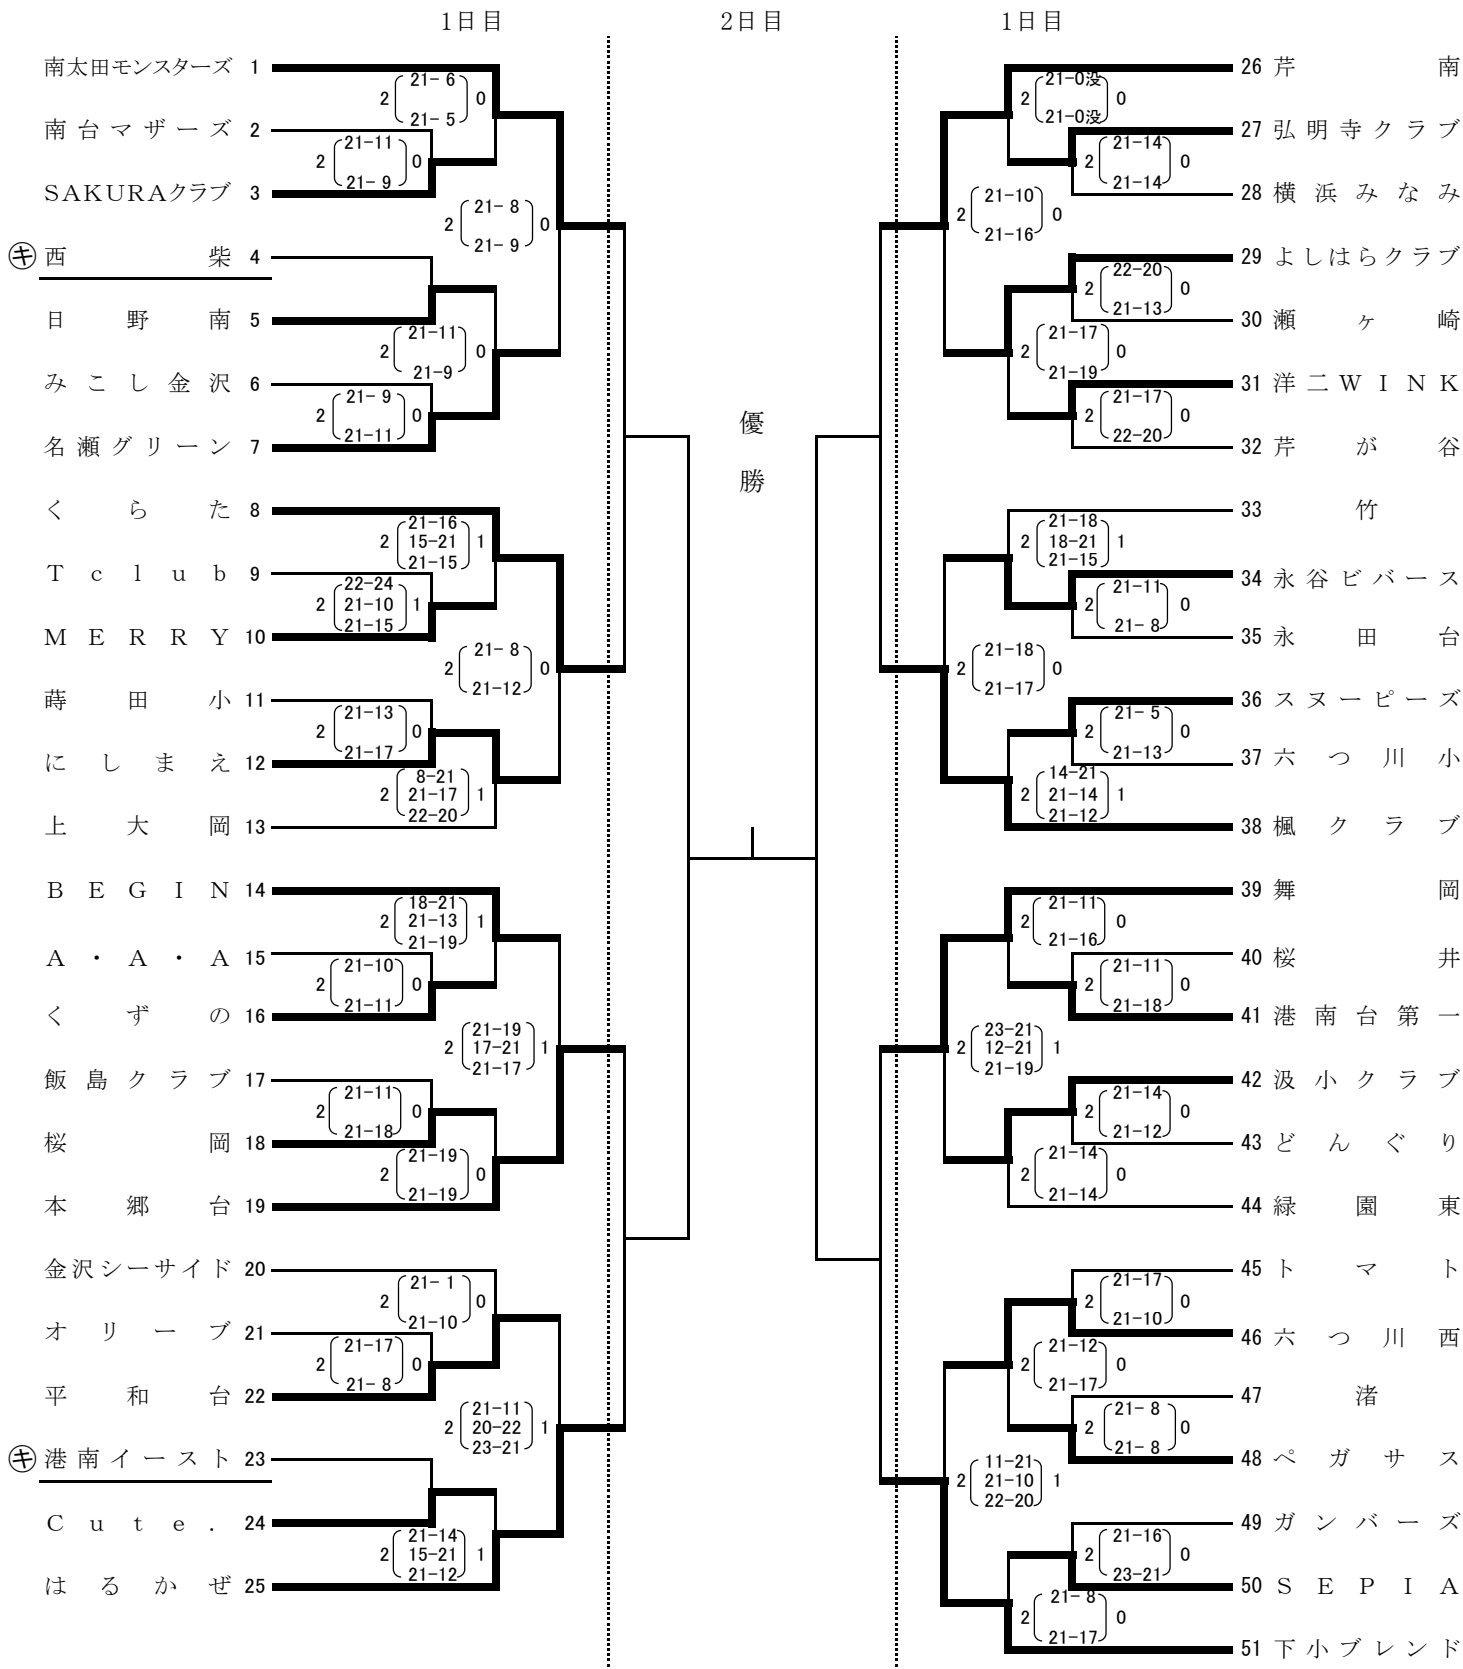 1日目 2日目 1日目
南太田モンスターズ 1
2 21- 6 21- 5 0
南台マザーズ 2
2 21-11 21- 9 0
SAKURAクラブ 3
2 21- 8 21- 9 0
㋖ 西柴 4
日野南 5
2 21-11 21-9 0
みこし金沢 6
2 21- 9 21-11 0
名瀬グリーン 7
くらた 8
2 21-16 15-21 21-15 1
Tclub 9
2 22-24 21-10 21-15 1
MERRY 10
2 21- 8 21-12 0
蒔田小 11
2 21-13 21-17 0
にしまえ 12
2 8-21 21-17 22-20 1
上大岡 13
BEGIN 14
2 18-21 21-13 21-19 1
A・A・A 15
2 21-10 21-11 0
くずの 16
2 21-19 17-21 21-17 1
飯島クラブ 17
2 21-11 21-18 0
桜岡 18
2 21-19 21-19 0
本郷台 19
金沢シーサイド 20
2 21- 1 21-10 0
オリーブ 21
2 21-17 21- 8 0
平和台 22
2 21-11 20-22 23-21 1
㋖ 港南イースト 23
Cute. 24
2 21-14 15-21 21-12 1
はるかぜ 25
優勝
26 芹南
2 21-0没 21-0没 0
27 弘明寺クラブ
2 21-14 21-14 0
28 横浜みなみ
2 21-10 21-16 0
29 よしはらクラブ
2 22-20 21-13 0
30 瀬ヶ崎
2 21-17 21-19 0
31 洋二WINK
2 21-17 22-20 0
32 芹が谷
33 竹
2 21-18 18-21 21-15 1
34 永谷ビバース
2 21-11 21- 8 0
35 永田台
2 21-18 21-17 0
36 スヌーピーズ
2 21- 5 21-13 0
37 六つ川小
2 14-21 21-14 21-12 1
38 楓クラブ
39 舞岡
2 21-11 21-16 0
40 桜井
2 21-11 21-18 0
41 港南台第一
2 23-21 12-21 21-19 1
42 汲小クラブ
2 21-14 21-12 0
43 どんぐり
2 21-14 21-14 0
44 緑園東
45 トマト
2 21-17 21-10 0
46 六つ川西
2 21-12 21-17 0
47 渚
2 21- 8 21- 8 0
48 ペガサス
2 11-21 21-10 22-20 1
49 ガンバーズ
2 21-16 23-21 0
50 SEPIA
2 21- 8 21-17 0
51 下小ブレンド